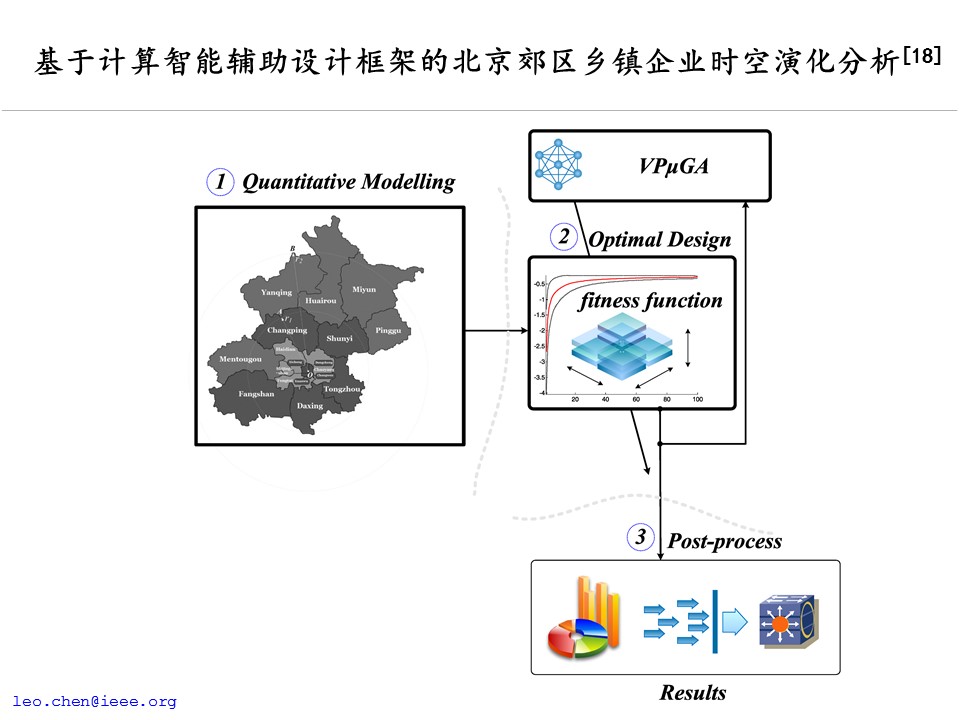 基于计算智能辅助设计框架的北京郊区乡镇企业时空演化分析[18]
1 Quantitative Modelling
VPμGA
2 Optimal Design
fitness function
-0.5
-1
-1.5
-2
-2.5
-3
-3.5
-4
20 40 60 80 100
Yanqing
Huairou
Miyun
Changping
Shunyi
Pinggu
Mentougou
Fangshan
Tongzhou
Daxing
3 Post-process
Results
leo.chen@ieee.org